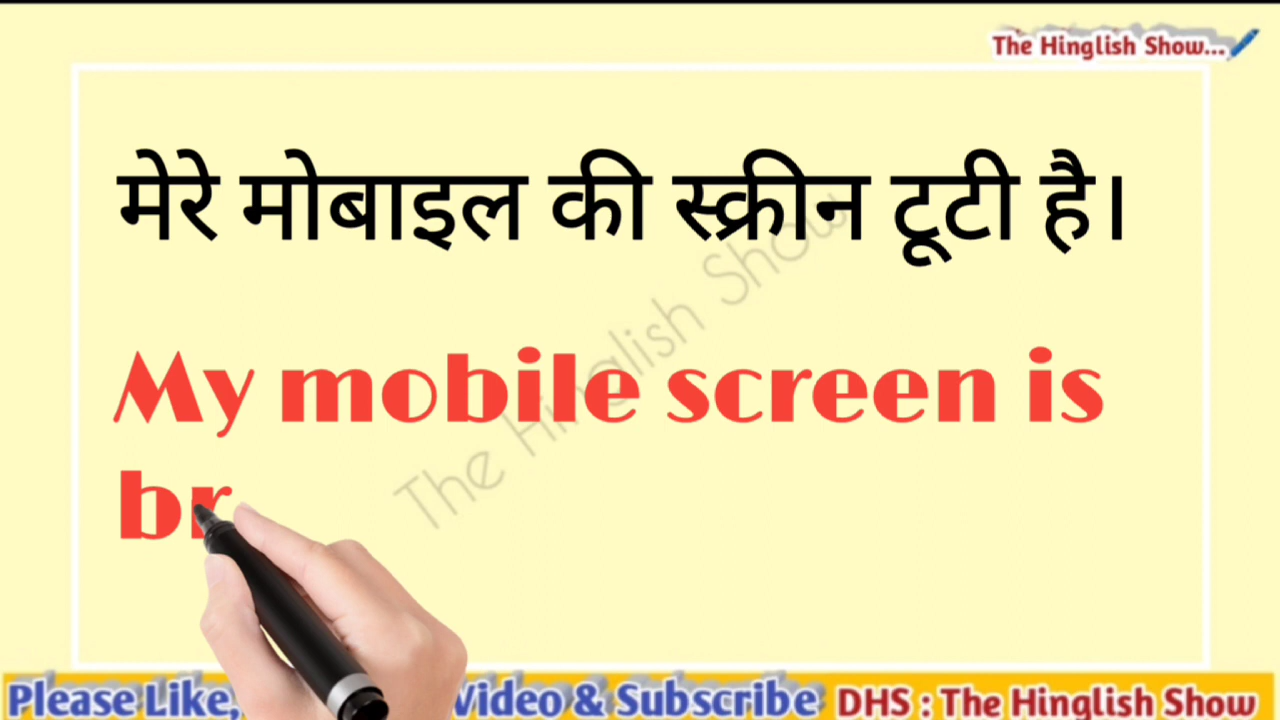 The Hinglish Show...
मेरे मोबाइल की स्क्रीन टूटी है।
The Hinglish Show
My mobile screen is
br
Please Like, Video & Subscribe DHS : The Hinglish Show